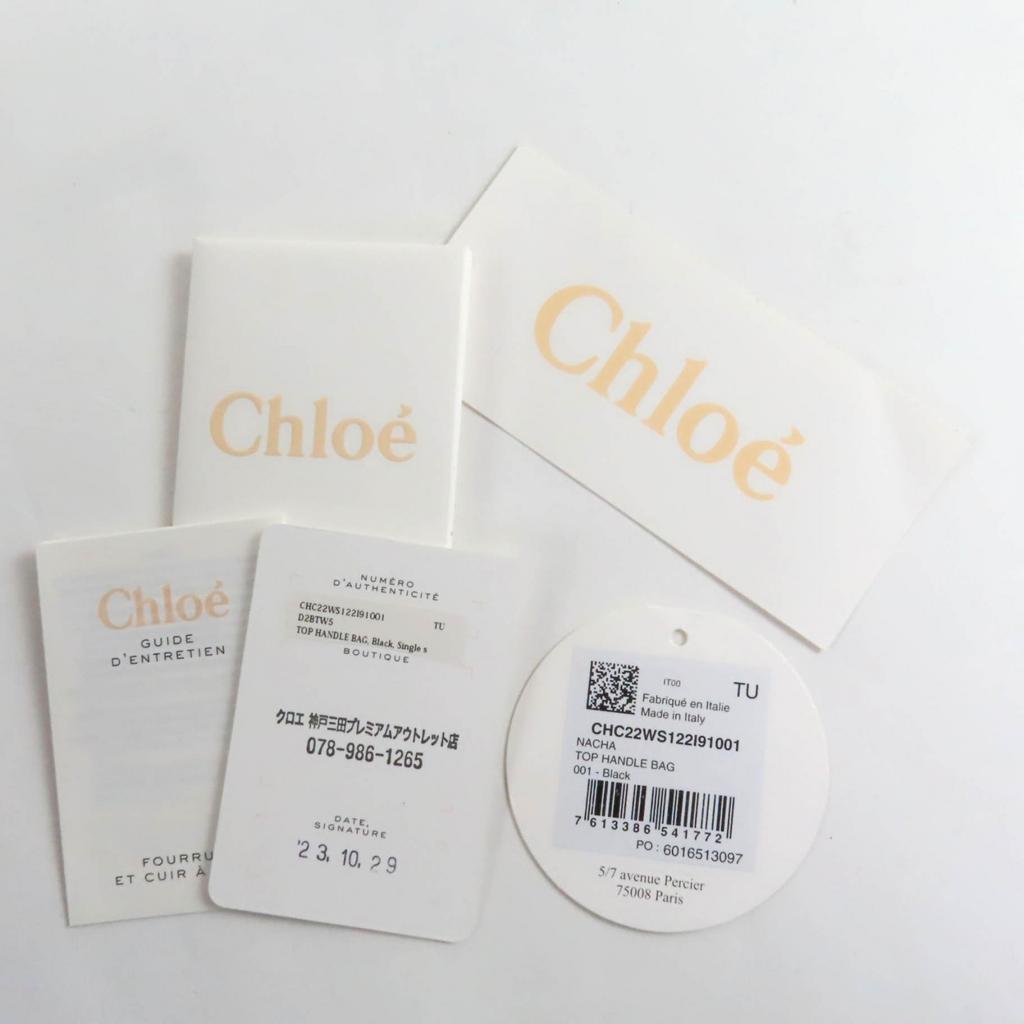 Chloé
Chloé
Chloé
GUIDE
D'ENTRETIEN
FOURRU
ET CUIR À
NUMÉRO
D'AUTHENTICITÉ
CHC22WS122I91001 TU
D2BTW5
TOP HANDLE BAG, Black, Single s
BOUTIQUE
クロエ 神戸三田プレミアムアウトレット店
078-986-1265
DATE,
SIGNATURE
'23.10.29
IT00 TU
Fabriqué en Italie
Made in Italy
CHC22WS122I91001
NACHA
TOP HANDLE BAG
001 - Black
7 613386 541772
PO : 6016513097
5/7 avenue Percier
75008 Paris